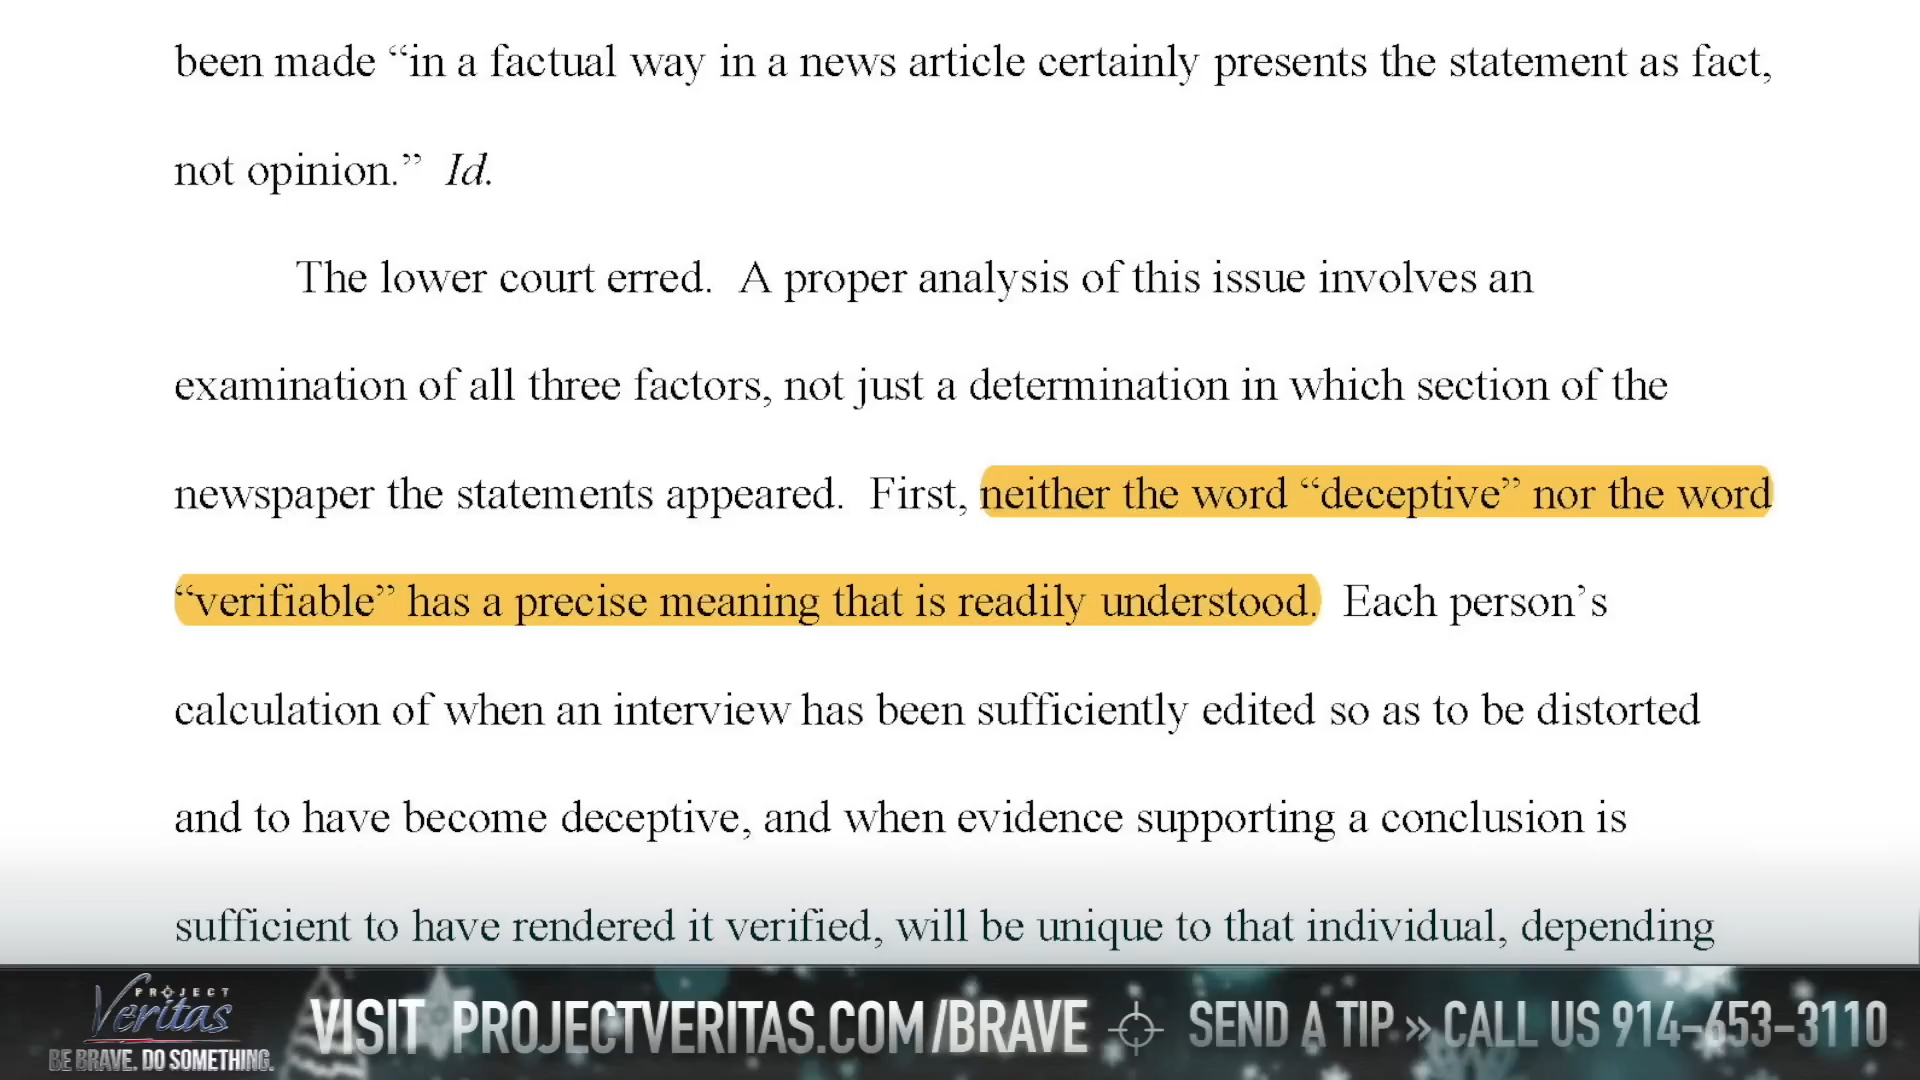 been made “in a factual way in a news article certainly presents the statement as fact,
not opinion.” Id.
The lower court erred. A proper analysis of this issue involves an
examination of all three factors, not just a determination in which section of the
newspaper the statements appeared. First, neither the word “deceptive” nor the word
“verifiable” has a precise meaning that is readily understood. Each person’s
calculation of when an interview has been sufficiently edited so as to be distorted
and to have become deceptive, and when evidence supporting a conclusion is
sufficient to have rendered it verified, will be unique to that individual, depending
PROJECT
Veritas
BE BRAVE. DO SOMETHING.
VISIT PROJECTVERITAS.COM/BRAVE
SEND A TIP » CALL US 914-653-3110